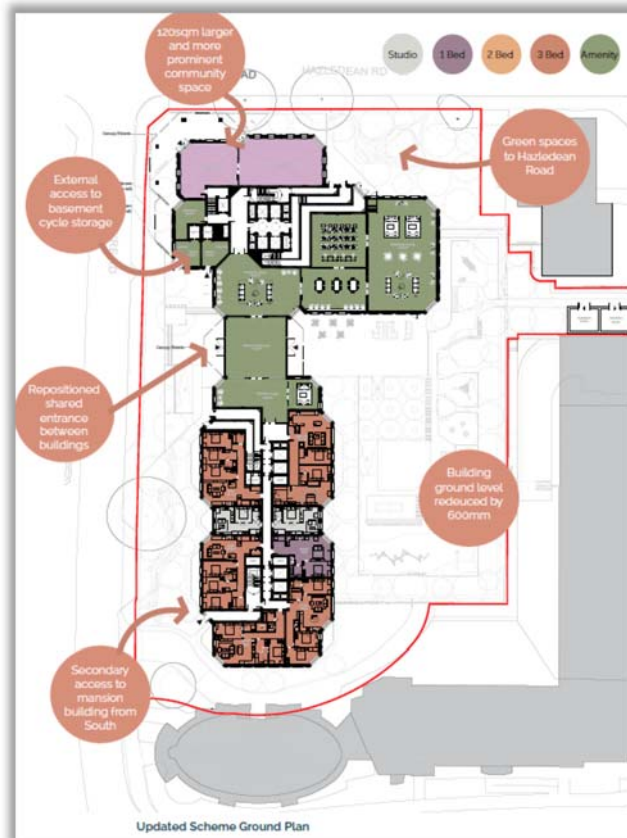 120sqm larger
and more
prominent
community
space
AD
HAZLEDEAN RD
Studio
1 Bed
2 Bed
3 Bed
Amenity
Green spaces
to Hazledean
Road
External
access to
basement
cycle storage
Repositioned
shared
entrance
between
buildings
Building
ground level
redeuced by
600mm
Secondary
access to
mansion
building from
South
Updated Scheme Ground Plan